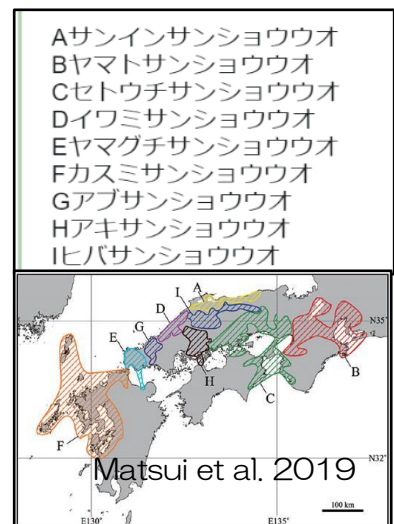 Aサンインサンショウウオ
Bヤマトサンショウウオ
Cセトウチサンショウウオ
Dイワミサンショウウオ
Eヤマグチサンショウウオ
Fカスミサンショウウオ
Gアブサンショウウオ
Hアキサンショウウオ
Iヒバサンショウウオ
I A
D
N35°
G
E
B
H
C
F
Matsui et al. 2019
N32°
100 km
E130°
E135°